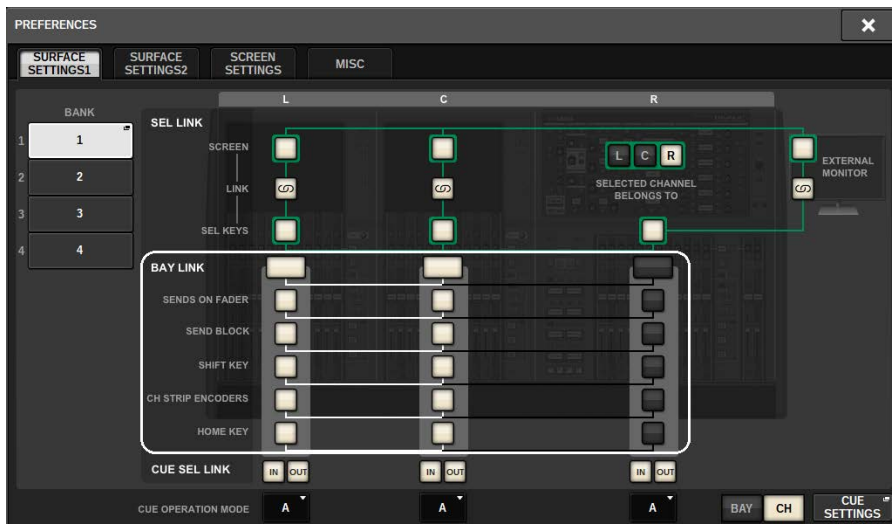 PREFERENCES
SURFACE SETTINGS1
SURFACE SETTINGS2
SCREEN SETTINGS
MISC
L C R
BANK
1 1
2 2
3 3
4 4
SEL LINK
SCREEN
LINK
SEL KEYS
L C R
SELECTED CHANNEL
BELONGS TO
EXTERNAL
MONITOR
BAY LINK
SENDS ON FADER
SEND BLOCK
SHIFT KEY
CH STRIP ENCODERS
HOME KEY
CUE SEL LINK IN OUT IN OUT IN OUT
CUE OPERATION MODE A A A BAY CH
CUE
SETTINGS